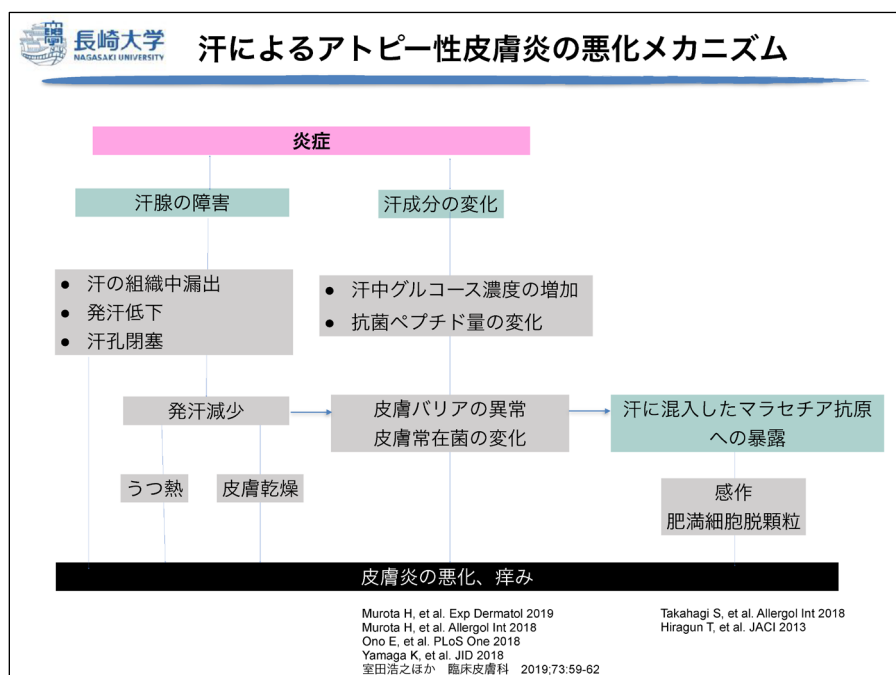 長崎大学
NAGASAKI UNIVERSITY
汗によるアトピー性皮膚炎の悪化メカニズム
炎症
汗腺の障害
汗成分の変化
● 汗の組織中漏出
● 発汗低下
● 汗孔閉塞
● 汗中グルコース濃度の増加
● 抗菌ペプチド量の変化
発汗減少
皮膚バリアの異常
皮膚常在菌の変化
汗に混入したマラセチア抗原
への暴露
うつ熱
皮膚乾燥
感作
肥満細胞脱顆粒
皮膚炎の悪化、痒み
Murota H, et al. Exp Dermatol 2019
Murota H, et al. Allergol Int 2018
Ono E, et al. PLoS One 2018
Yamaga K, et al. JID 2018
室田浩之ほか　臨床皮膚科　2019;73:59-62
Takahagi S, et al. Allergol Int 2018
Hiragun T, et al. JACI 2013